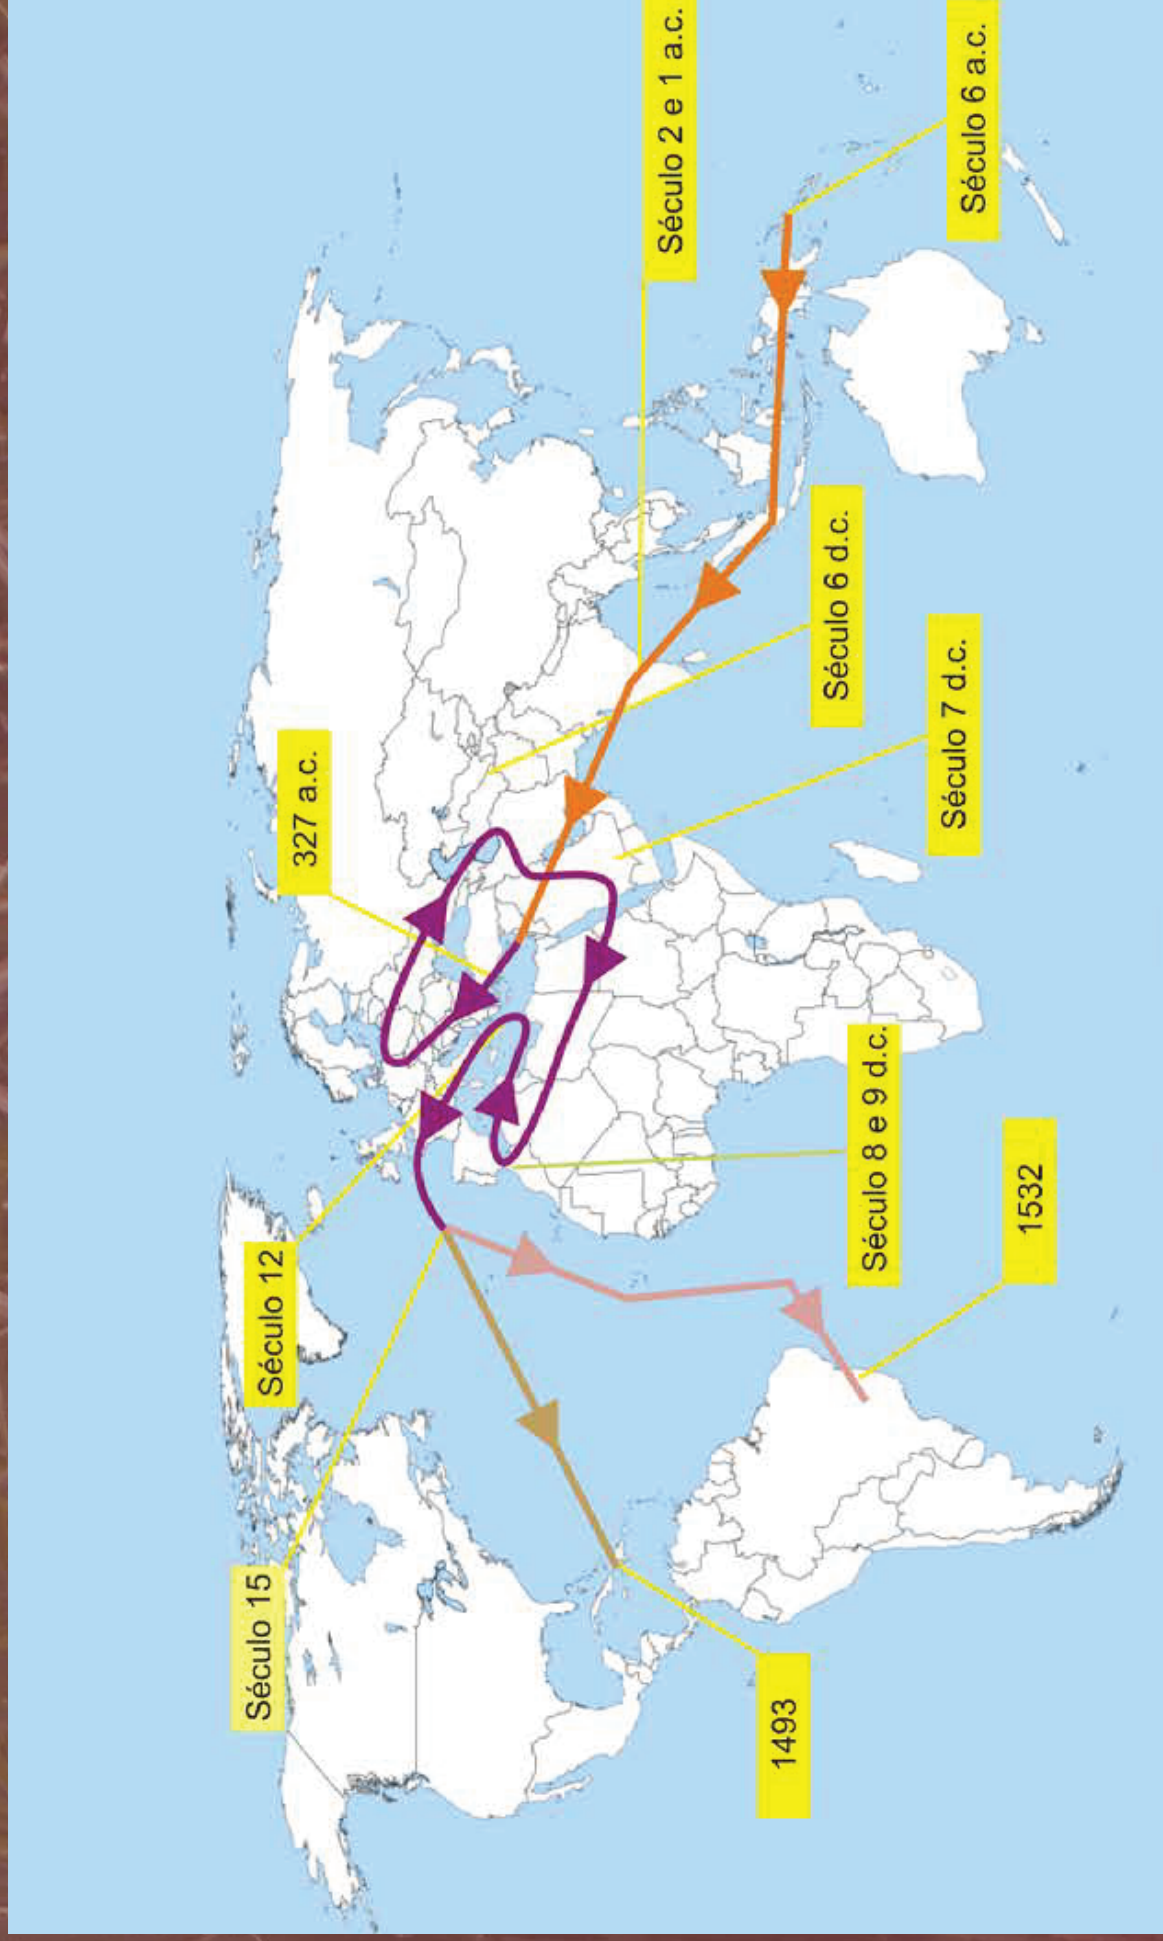 Século 15
Século 12
327 a.c.
Século 2 e 1 a.c.
1493
Século 8 e 9 d.c.
Século 6 d.c.
Século 7 d.c.
1532
Século 6 a.c.